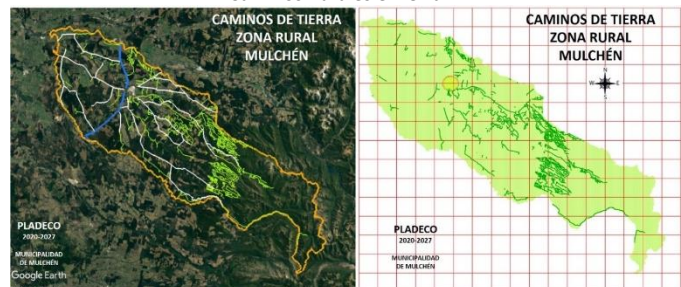 CAMINOS DE TIERRA
ZONA RURAL
MULCHÉN
PLADECO
2020-2027
MUNICIPALIDAD
DE MULCHÉN
Google Earth
CAMINOS DE TIERRA
ZONA RURAL
MULCHÉN
N
W
E
S
PLADECO
2020-2027
MUNICIPALIDAD
DE MULCHÉN